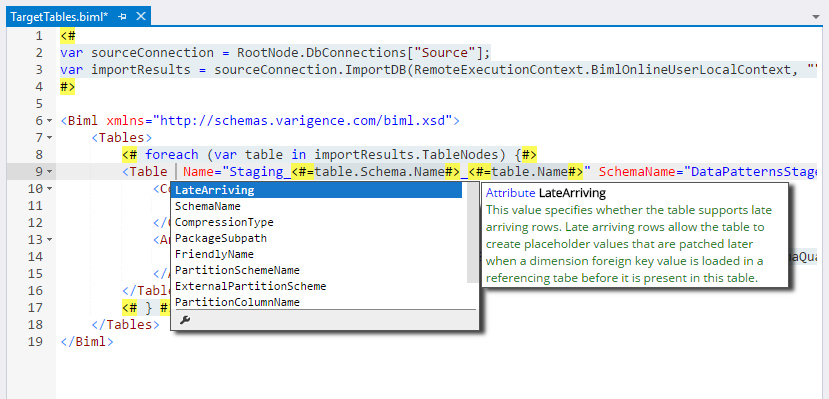 TargetTables.biml*
1 <#
2 var sourceConnection = RootNode.DbConnections["Source"];
3 var importResults = sourceConnection.ImportDB(RemoteExecutionContext.BimlOnlineUserLocalContext, "'
4 #>
5
6 <Biml xmlns="http://schemas.varigence.com/biml.xsd">
7 <Tables>
8 <# foreach (var table in importResults.TableNodes) {#>
9 <Table Name="Staging_<#=table.Schema.Name#>_<#=table.Name#>" SchemaName="DataPatternsStage
10 <Co
11
12 </C
13 <An
14 maQua
15 </A
16 </Tabl
17 <# } #
18 </Tables>
19 </Biml>
LateArriving
SchemaName
CompressionType
PackageSubpath
FriendlyName
PartitionSchemeName
ExternalPartitionScheme
PartitionColumnName
Attribute LateArriving
This value specifies whether the table supports late
arriving rows. Late arriving rows allow the table to
create placeholder values that are patched later
when a dimension foreign key value is loaded in a
referencing tabe before it is present in this table.